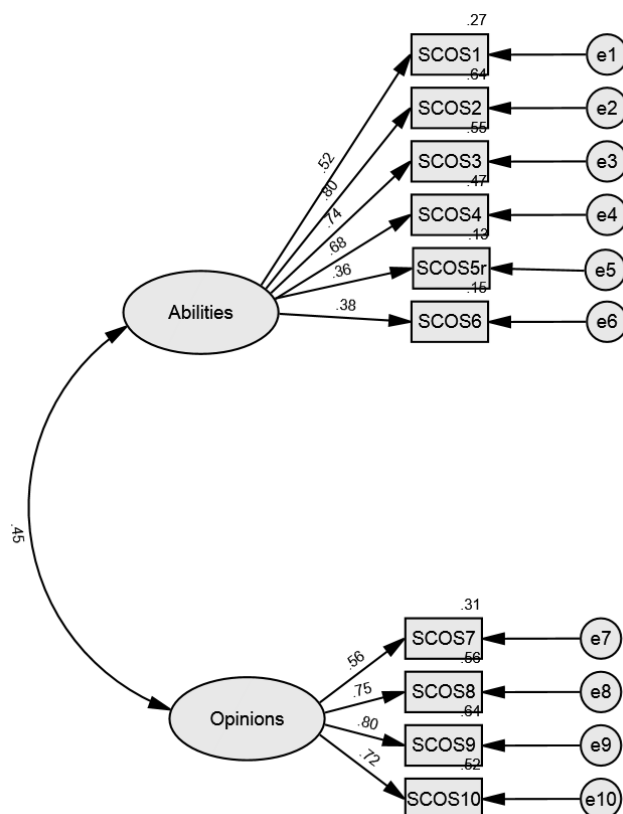 .27
SCOS1
e1
.64
SCOS2
e2
.55
SCOS3
e3
.47
SCOS4
e4
.13
SCOS5r
e5
.15
SCOS6
e6
.52
.80
.74
.68
.36
.38
Abilities
.45
.31
SCOS7
e7
.56
SCOS8
e8
.64
SCOS9
e9
.52
SCOS10
e10
.56
.75
.80
.72
Opinions